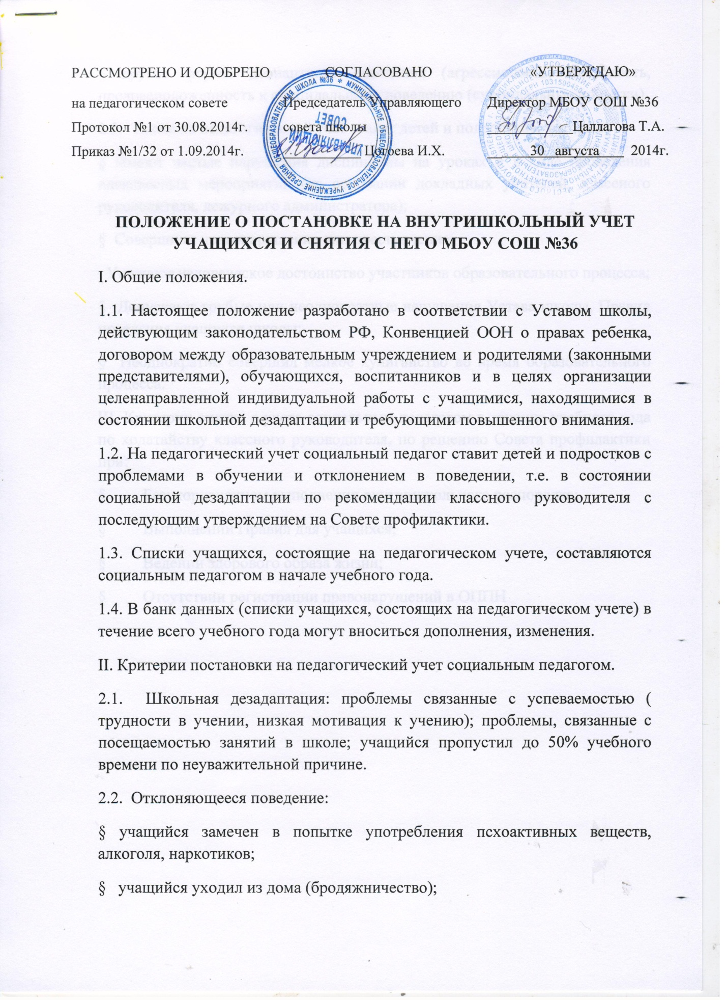 РАССМОТРЕНО И ОДОБРЕНО
на педагогическом совете
Протокол №1 от 30.08.2014г.
Приказ №1/32 от 1.09.2014г.
СОГЛАСОВАНО
Председатель Управляющего
совета школы
Цогоева И.Х.
«УТВЕРЖДАЮ»
Директор МБОУ СОШ №36
Цаллагова Т.А.
30 августа 2014г.
УПРАВЛЯЮЩИЙ
СОВЕТ
МУНИЦИПАЛЬНОЕ ОБЩЕОБРАЗОВАТЕЛЬНОЕ УЧРЕЖДЕНИЕ СРЕДНЯЯ ОБЩЕОБРАЗОВАТЕЛЬНАЯ ШКОЛА №36
ПОЛОЖЕНИЕ О ПОСТАНОВКЕ НА ВНУТРИШКОЛЬНЫЙ УЧЕТ
УЧАЩИХСЯ И СНЯТИЯ С НЕГО МБОУ СОШ №36
I. Общие положения.
1.1. Настоящее положение разработано в соответствии с Уставом школы,
действующим законодательством РФ, Конвенцией ООН о правах ребенка,
договором между образовательным учреждением и родителями (законными
представителями), обучающихся, воспитанников и в целях организации
целенаправленной индивидуальной работы с учащимися, находящимися в
состоянии школьной дезадаптации и требующими повышенного внимания.
1.2. На педагогический учет социальный педагог ставит детей и подростков с
проблемами в обучении и отклонением в поведении, т.е. в состоянии
социальной дезадаптации по рекомендации классного руководителя с
последующим утверждением на Совете профилактики.
1.3. Списки учащихся, состоящие на педагогическом учете, составляются
социальным педагогом в начале учебного года.
1.4. В банк данных (списки учащихся, состоящих на педагогическом учете) в
течение всего учебного года могут вноситься дополнения, изменения.
II. Критерии постановки на педагогический учет социальным педагогом.
2.1. Школьная дезадаптация: проблемы связанные с успеваемостью (
трудности в учении, низкая мотивация к учению); проблемы, связанные с
посещаемостью занятий в школе; учащийся пропустил до 50% учебного
времени по неуважительной причине.
2.2. Отклоняющееся поведение:
§ учащийся замечен в попытке употребления псхоактивных веществ,
алкоголя, наркотиков;
§ учащийся уходил из дома (бродяжничество);